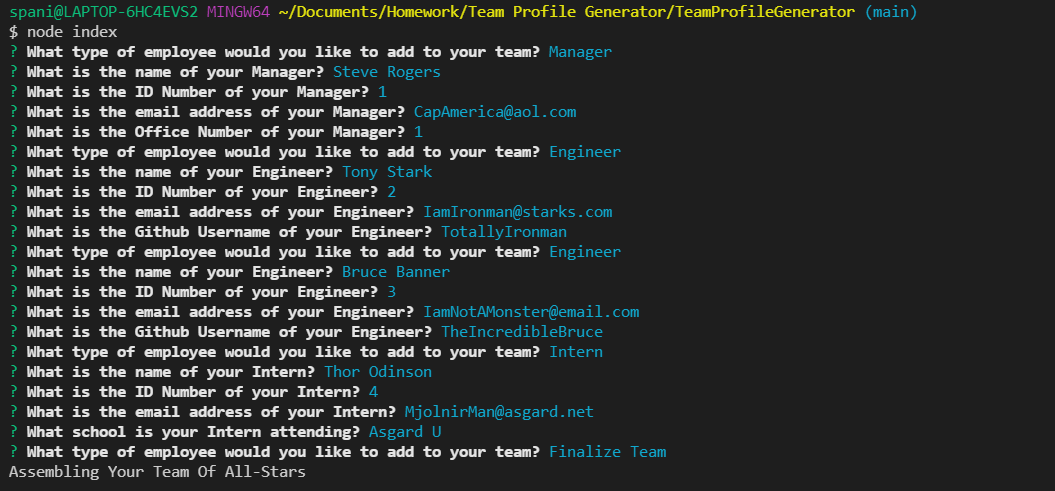 spani@LAPTOP-6HC4EVS2 MINGW64 ~/Documents/Homework/Team Profile Generator/TeamProfileGenerator (main)
$ node index
? What type of employee would you like to add to your team? Manager
? What is the name of your Manager? Steve Rogers
? What is the ID Number of your Manager? 1
? What is the email address of your Manager? CapAmerica@aol.com
? What is the Office Number of your Manager? 1
? What type of employee would you like to add to your team? Engineer
? What is the name of your Engineer? Tony Stark
? What is the ID Number of your Engineer? 2
? What is the email address of your Engineer? IamIronman@starks.com
? What is the Github Username of your Engineer? TotallyIronman
? What type of employee would you like to add to your team? Engineer
? What is the name of your Engineer? Bruce Banner
? What is the ID Number of your Engineer? 3
? What is the email address of your Engineer? IamNotAMonster@email.com
? What is the Github Username of your Engineer? TheIncredibleBruce
? What type of employee would you like to add to your team? Intern
? What is the name of your Intern? Thor Odinson
? What is the ID Number of your Intern? 4
? What is the email address of your Intern? MjolnirMan@asgard.net
? What school is your Intern attending? Asgard U
? What type of employee would you like to add to your team? Finalize Team
Assembling Your Team Of All-Stars